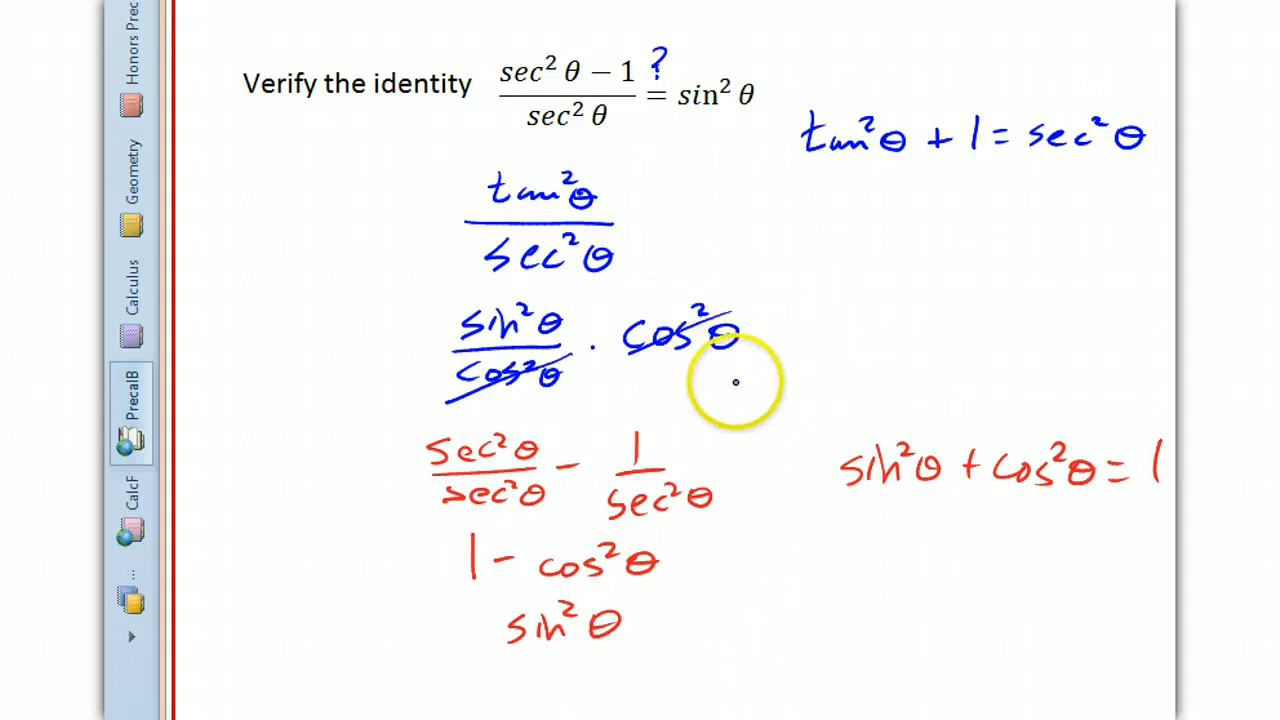 Honors Prec
Geometry
Calculus
PrecalB
CalcF
...
Verify the identity sec² θ − 1 / sec² θ = sin² θ
?
tan²θ + 1 = sec²θ
tan²θ / sec²θ
sin²θ / cos²θ · cos²θ
sec²θ / sec²θ − 1 / sec²θ
sin²θ + cos²θ = 1
1 − cos²θ
sin²θ